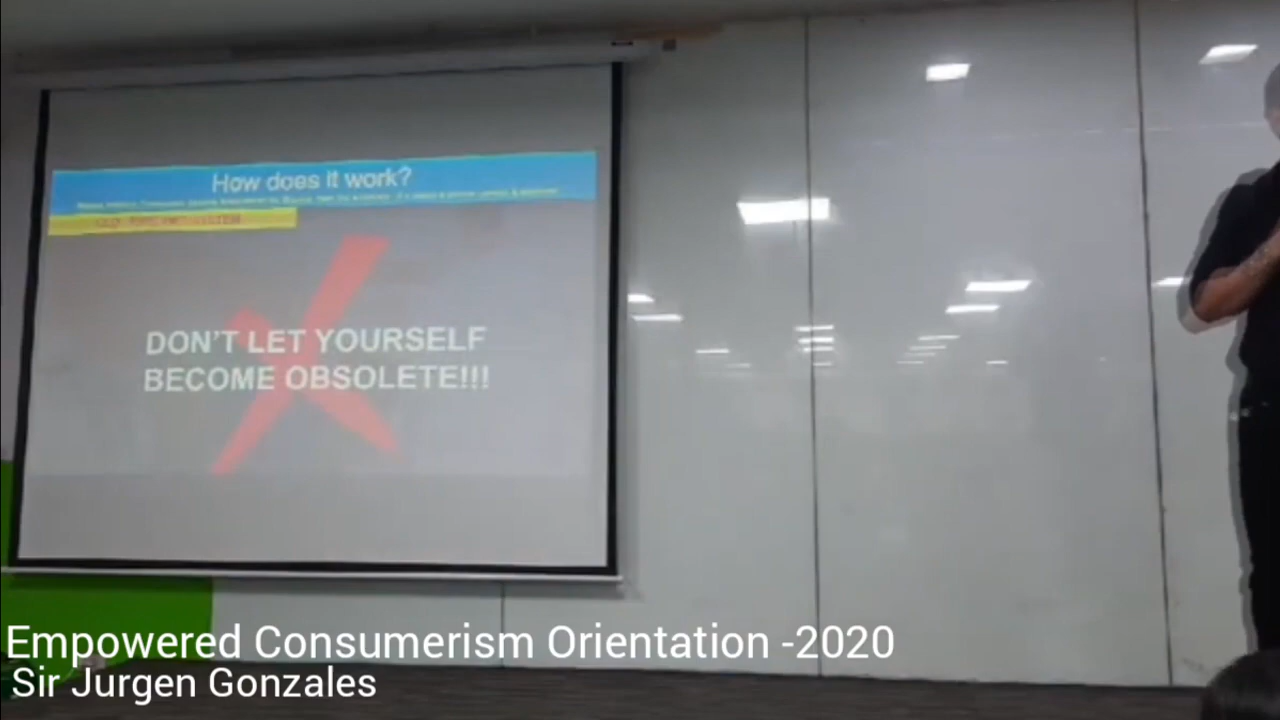 How does it work?
DON'T LET YOURSELF
BECOME OBSOLETE!!!
Empowered Consumerism Orientation -2020
Sir Jurgen Gonzales